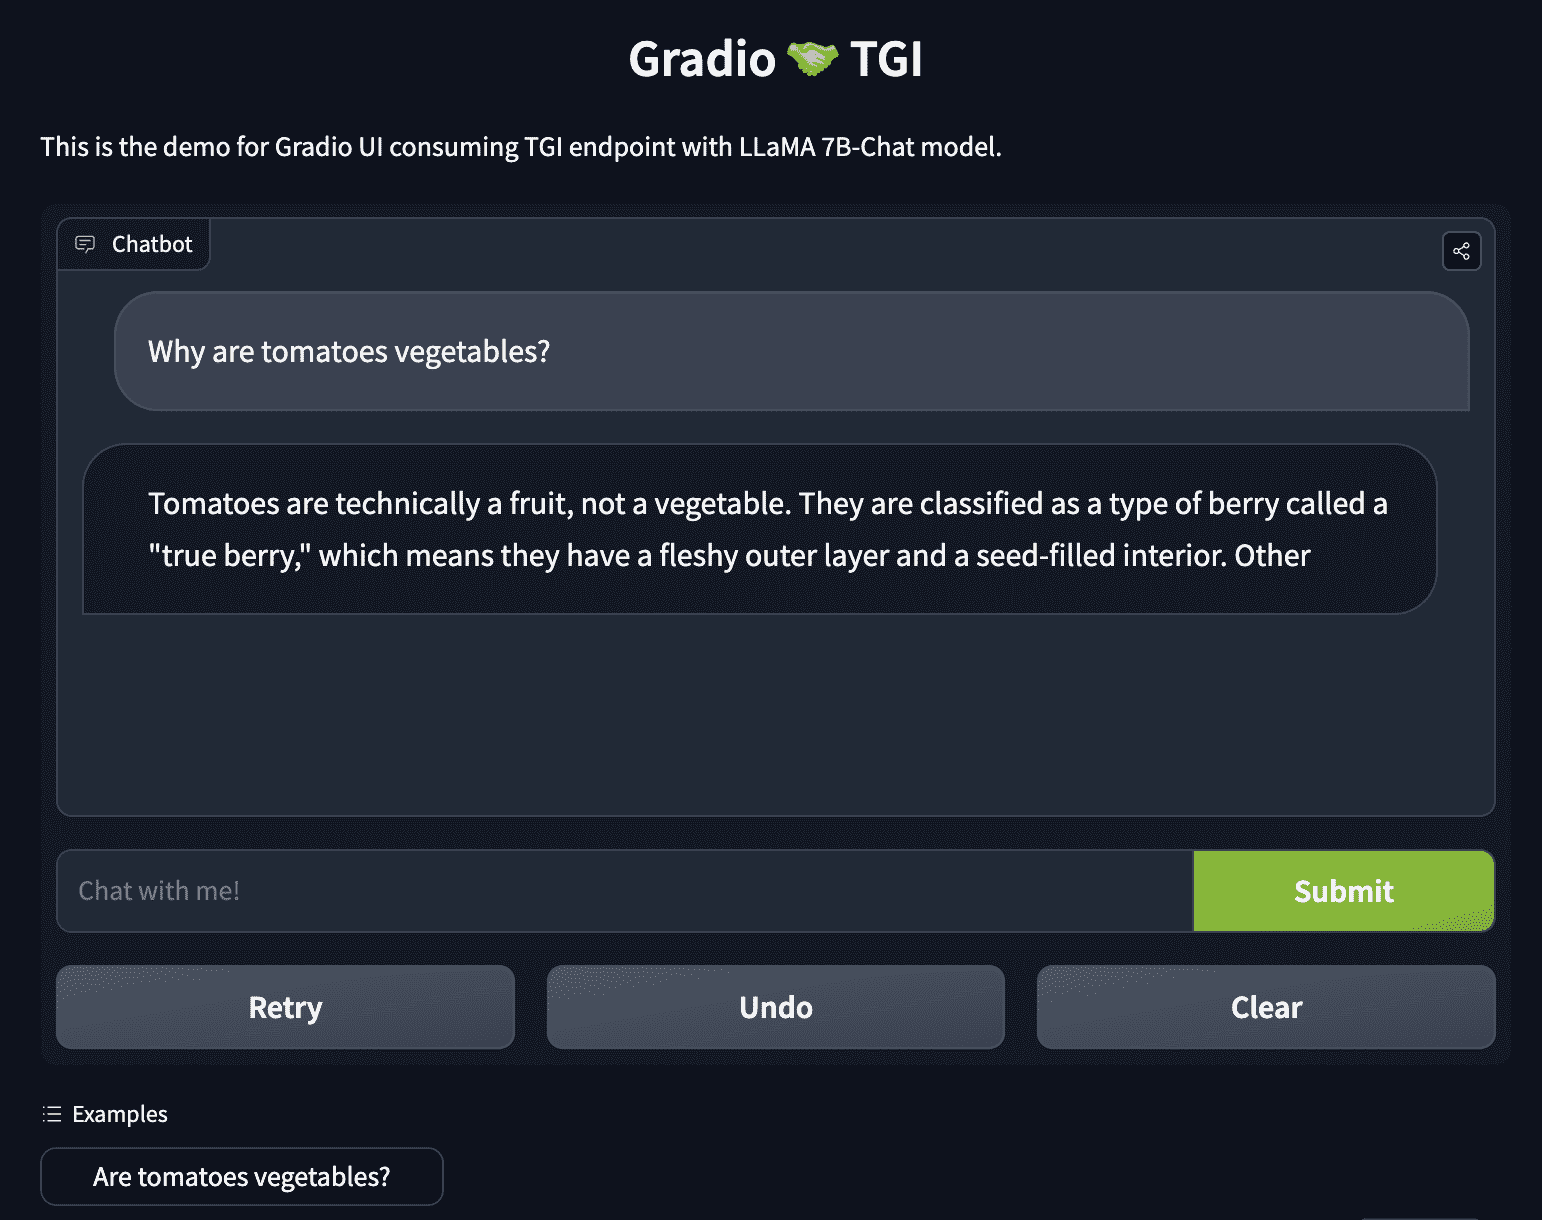 Gradio 🤝 TGI
This is the demo for Gradio UI consuming TGI endpoint with LLaMA 7B-Chat model.
Chatbot
Why are tomatoes vegetables?
Tomatoes are technically a fruit, not a vegetable. They are classified as a type of berry called a
"true berry," which means they have a fleshy outer layer and a seed-filled interior. Other
Chat with me!
Submit
Retry
Undo
Clear
Examples
Are tomatoes vegetables?